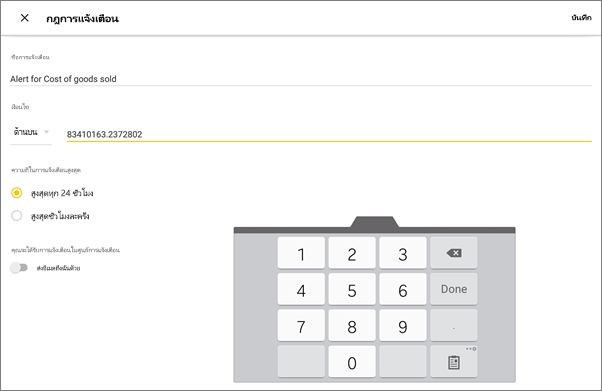 กฎการแจ้งเตือน
บันทึก
ชื่อการแจ้งเตือน
Alert for Cost of goods sold
เงื่อนไข
ด้านบน 83410163.2372802
ความถี่ในการแจ้งเตือนสูงสุด
สูงสุดทุก 24 ชั่วโมง
สูงสุดชั่วโมงละครั้ง
คุณจะได้รับการแจ้งเตือนในศูนย์การแจ้งเตือน
ส่งอีเมลถึงฉันด้วย
1 2 3
4 5 6 Done
7 8 9 .
0